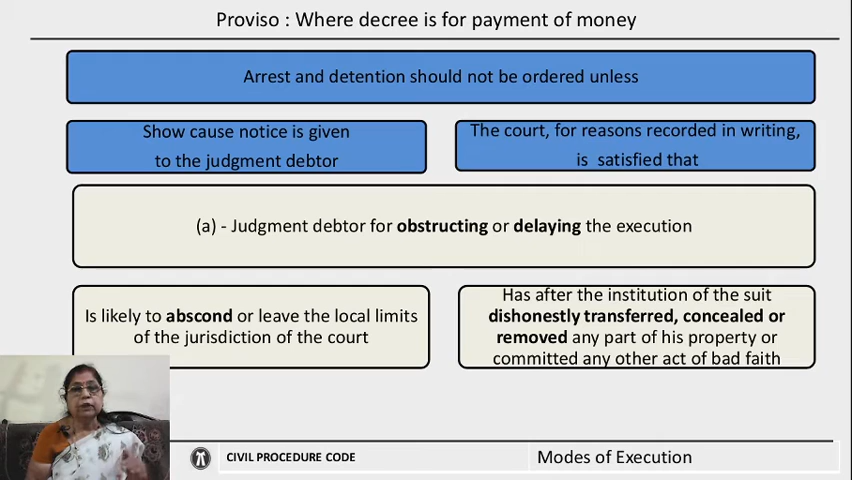 Proviso : Where decree is for payment of money
Arrest and detention should not be ordered unless
Show cause notice is given
to the judgment debtor
The court, for reasons recorded in writing,
is satisfied that
(a) - Judgment debtor for obstructing or delaying the execution
Is likely to abscond or leave the local limits
of the jurisdiction of the court
Has after the institution of the suit
dishonestly transferred, concealed or
removed any part of his property or
committed any other act of bad faith
CIVIL PROCEDURE CODE
Modes of Execution